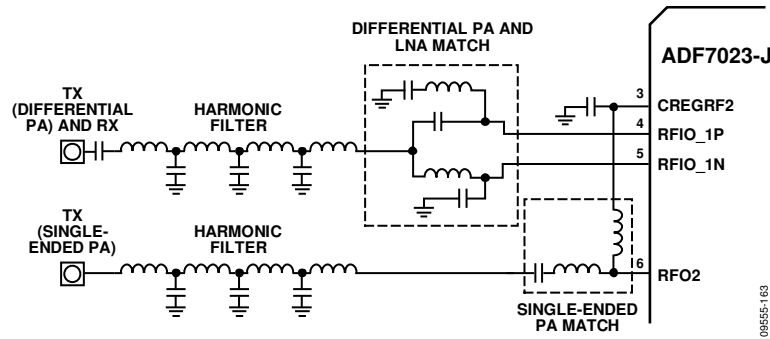 DIFFERENTIAL PA AND
LNA MATCH
ADF7023-J
TX
(DIFFERENTIAL
PA) AND RX
HARMONIC
FILTER
3
CREGRF2
4
RFIO_1P
5
RFIO_1N
TX
(SINGLE-
ENDED PA)
HARMONIC
FILTER
6
RFO2
SINGLE-ENDED
PA MATCH
09555-163